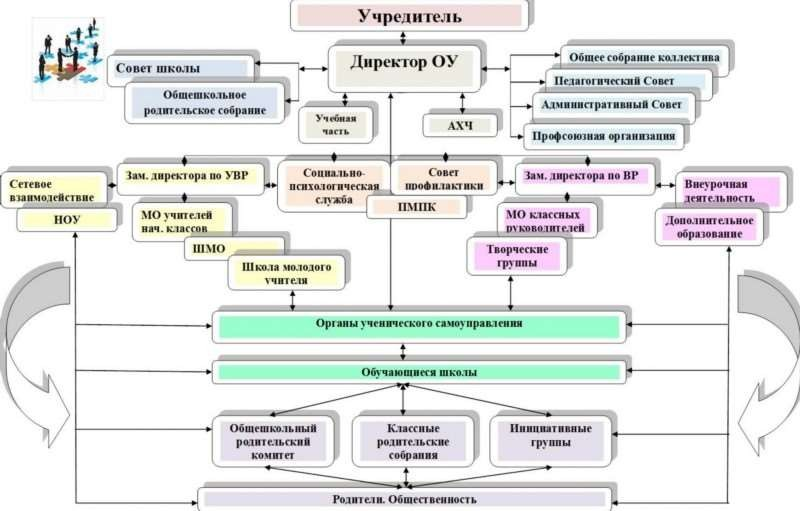 Учредитель
Директор ОУ
Совет школы
Общешкольное
родительское собрание
Общее собрание коллектива
Педагогический Совет
Административный Совет
Профсоюзная организация
Учебная
часть
АХЧ
Сетевое
взаимодействие
НОУ
Зам. директора по УВР
МО учителей
нач. классов
ШМО
Школа молодого
учителя
Социально-
психологическая
служба
Совет
профилактики
ПМПК
Зам. директора по ВР
МО классных
руководителей
Творческие
группы
Внеурочная
деятельность
Дополнительное
образование
Органы ученического самоуправления
Обучающиеся школы
Общешкольный
родительский
комитет
Классные
родительские
собрания
Инициативные
группы
Родители. Общественность